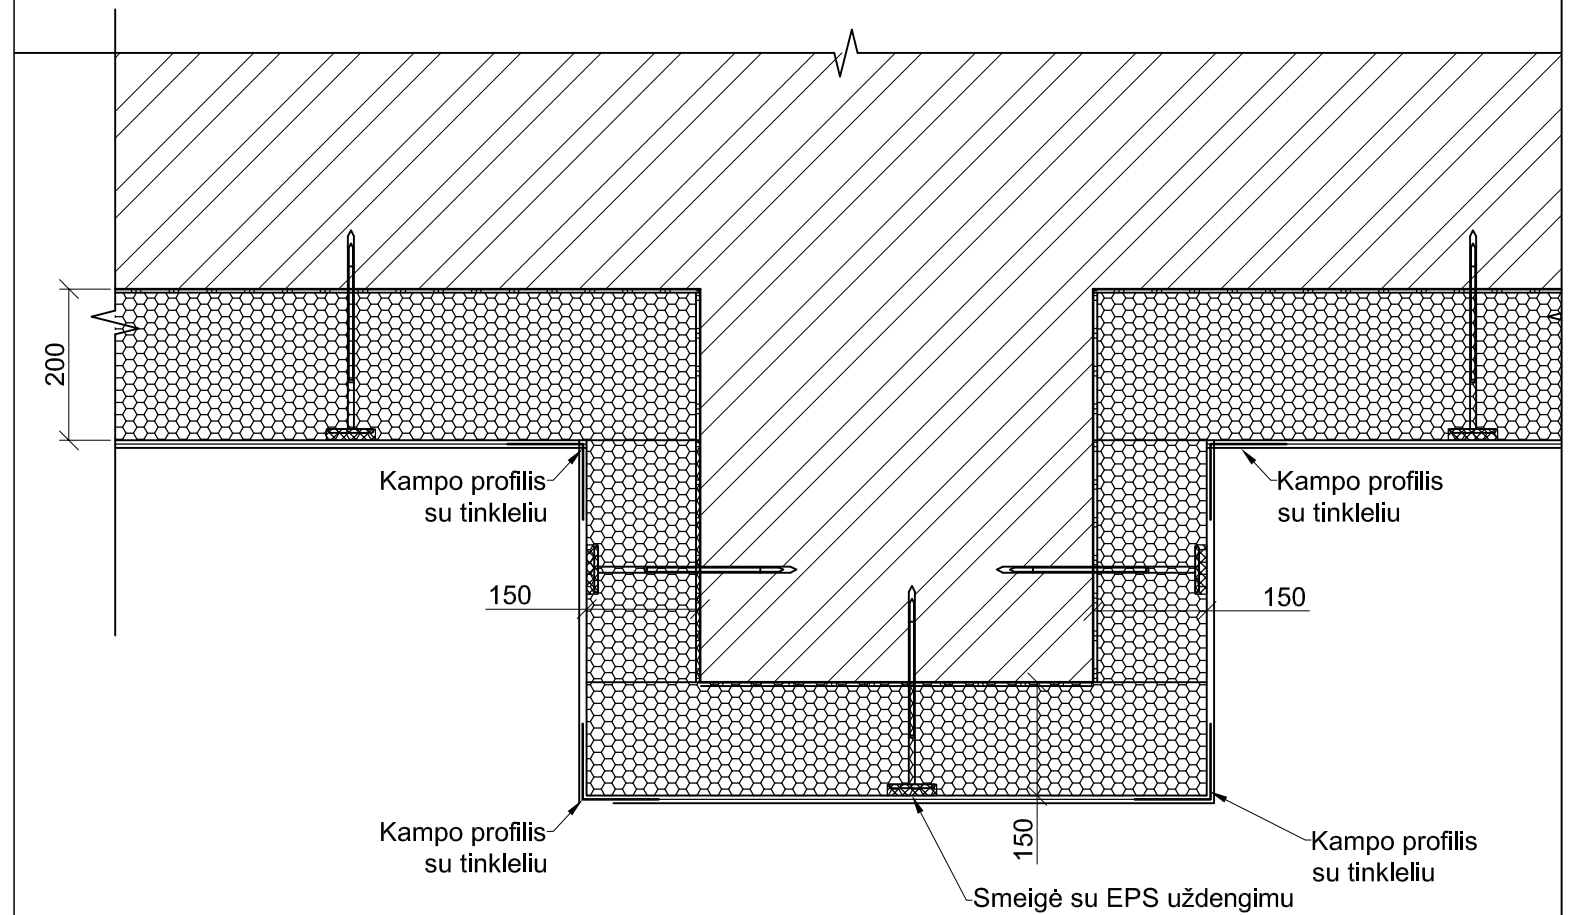 200
Kampo profilis
su tinkleliu
Kampo profilis
su tinkleliu
150
150
150
Kampo profilis
su tinkleliu
Kampo profilis
su tinkleliu
Smeigė su EPS uždengimu